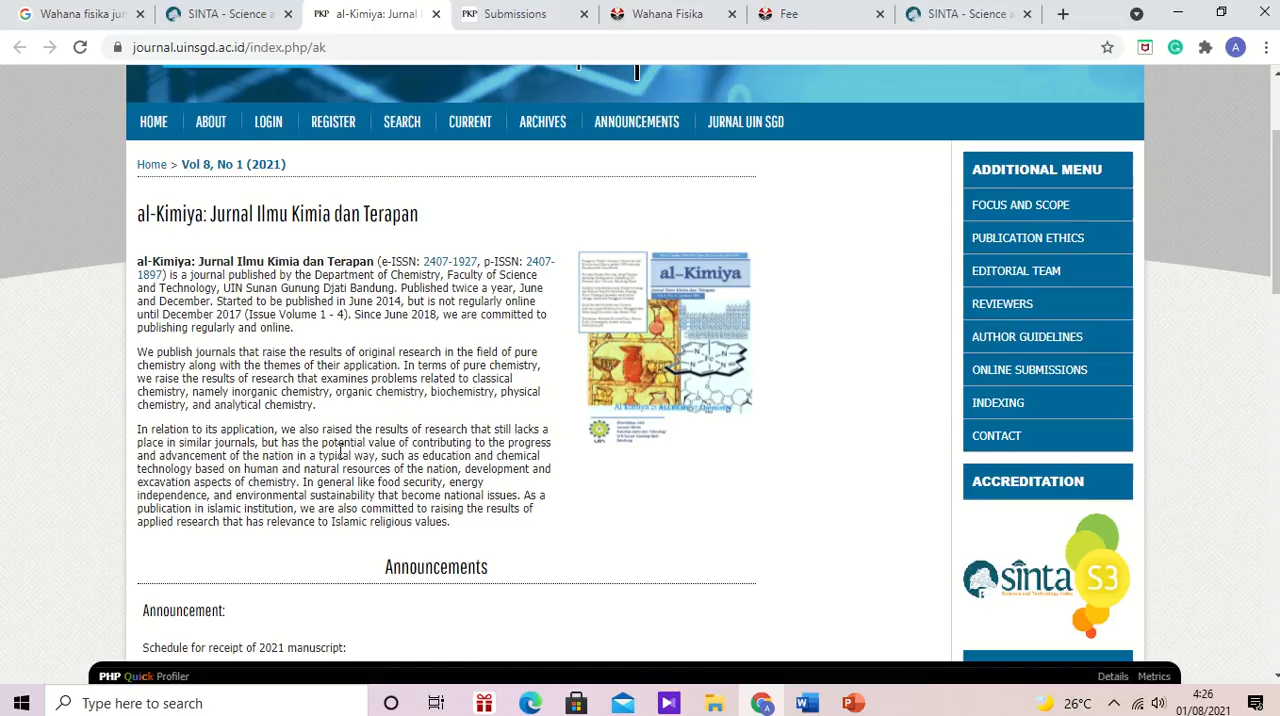 Wahana fisika jur
SINTA - Science a
PKP
al-Kimiya: Jurnal I
PKP
Submissions
Wahana Fisika
Fee
SINTA - Science a
journal.uinsgd.ac.id/index.php/ak
A
HOME
ABOUT
LOGIN
REGISTER
SEARCH
CURRENT
ARCHIVES
ANNOUNCEMENTS
JURNAL UIN SGD
Home > Vol 8, No 1 (2021)
al-Kimiya: Jurnal Ilmu Kimia dan Terapan
al-Kimiya: Jurnal Ilmu Kimia dan Terapan (e-ISSN: 2407-1927, p-ISSN: 2407-
1897) is a journal published by the Department of Chemistry, Faculty of Science
and Technology, UIN Sunan Gunung Djati Bandung. Published twice a year, June
and December. Started to be published in June 2014, but is not regularly online
until December 2017 (Issue Volume 1 - 4). Since June 2018, we are committed to
publishing regularly and online.
We publish journals that raise the results of original research in the field of pure
chemistry along with the themes of their application. In terms of pure chemistry,
we raise the results of research that examines problems related to classical
chemistry, namely inorganic chemistry, organic chemistry, biochemistry, physical
chemistry, and analytical chemistry.
In relation to its application, we also raised the results of research that still lacks a
place in similar journals, but has the potential value of contributing to the progress
and advancement of the nation in a typical way, such as education and chemical
technology based on human and natural resources of the nation, development and
excavation aspects of chemistry. In general like food security, energy
independence, and environmental sustainability that become national issues. As a
publication in islamic institution, we are also committed to raising the results of
applied research that has relevance to Islamic religious values.
al-Kimiya
ADDITIONAL MENU
FOCUS AND SCOPE
PUBLICATION ETHICS
EDITORIAL TEAM
REVIEWERS
AUTHOR GUIDELINES
ONLINE SUBMISSIONS
INDEXING
CONTACT
ACCREDITATION
sinta
Science and Technology Index
S3
Announcements
Announcement:
Schedule for receipt of 2021 manuscript:
PHP Quick Profiler
Details
Metrics
Type here to search
26°C
4:26
01/08/2021